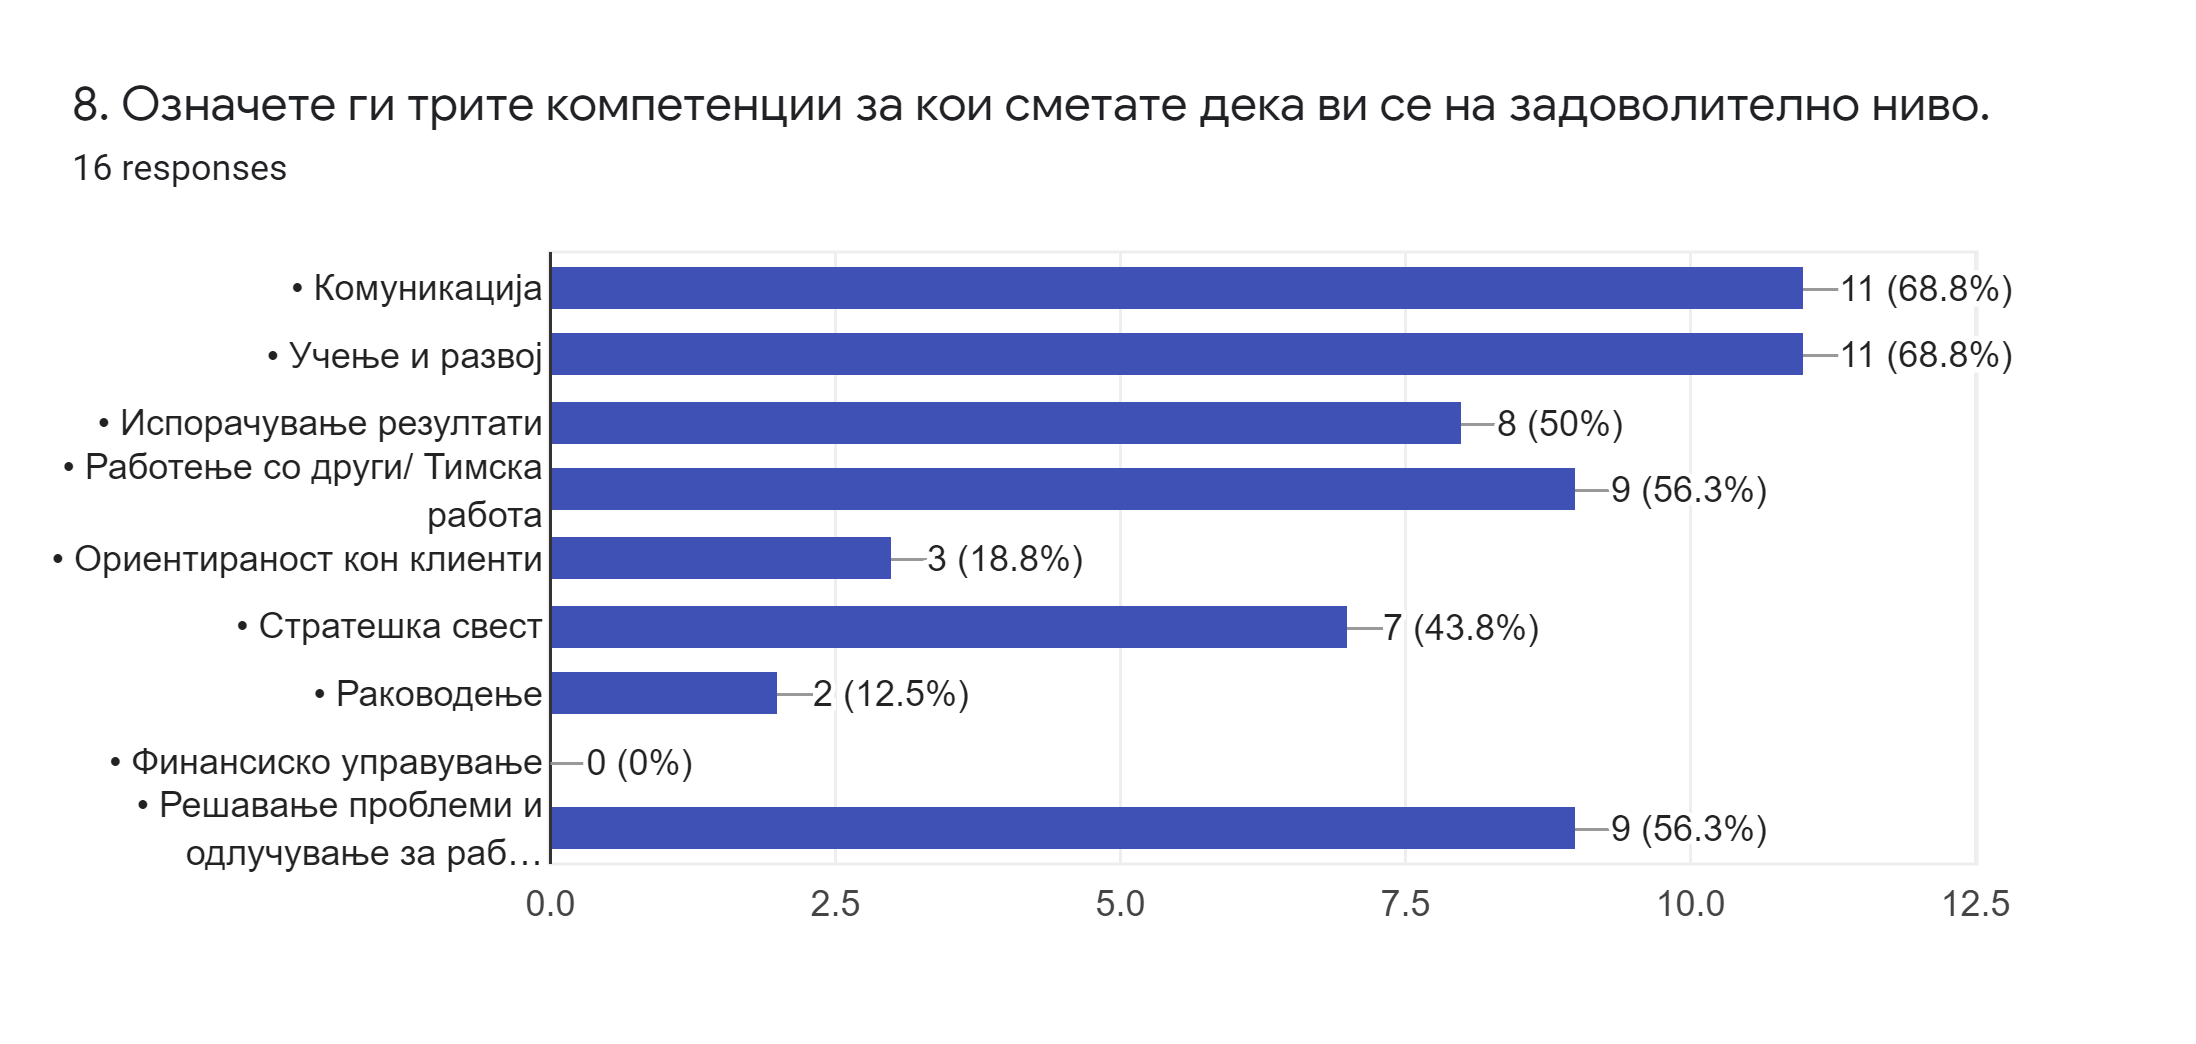 8. Означете ги трите компетенции за кои сметате дека ви се на задоволително ниво.
16 responses
• Комуникација
11 (68.8%)
• Учење и развој
11 (68.8%)
• Испорачување резултати
8 (50%)
• Работење со други/ Тимска
работа
9 (56.3%)
• Ориентираност кон клиенти
3 (18.8%)
• Стратешка свест
7 (43.8%)
• Раководење
2 (12.5%)
• Финансиско управување
0 (0%)
• Решавање проблеми и
одлучување за раб…
9 (56.3%)
0.0 2.5 5.0 7.5 10.0 12.5